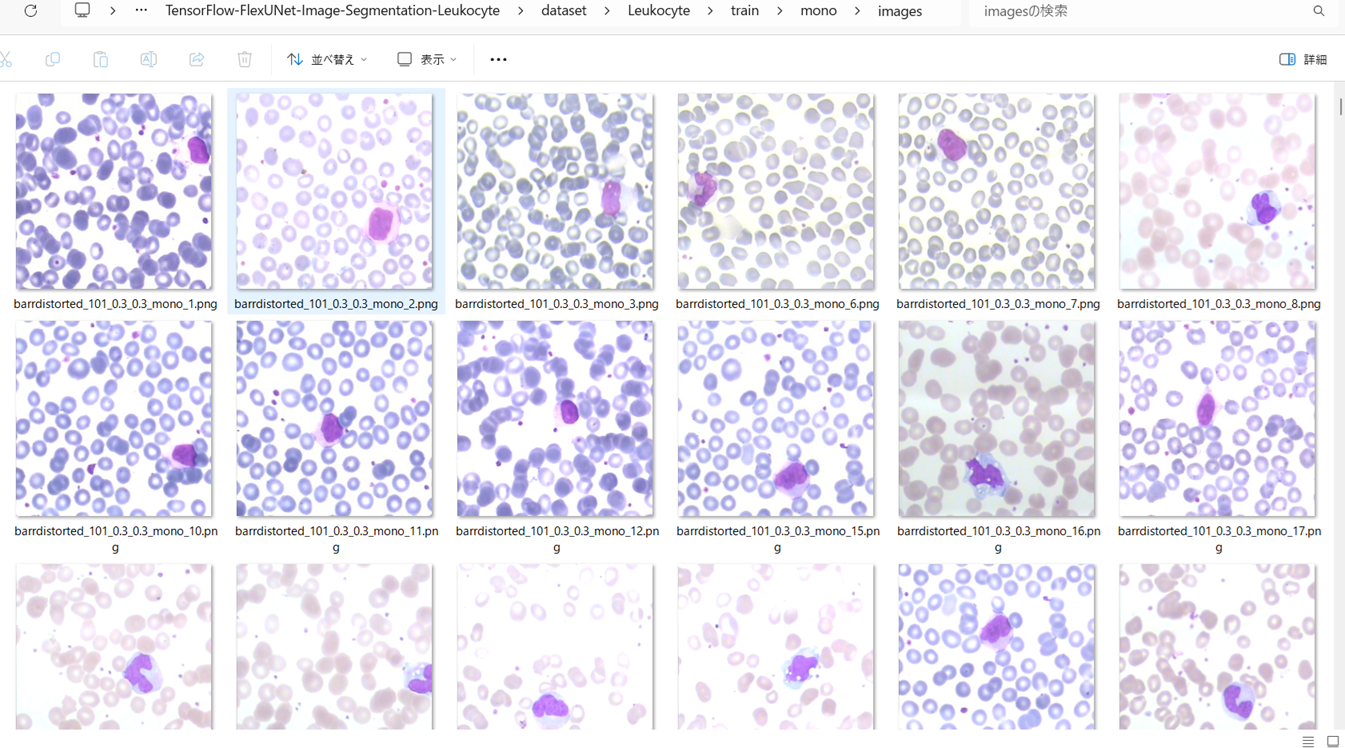 TensorFlow-FlexUNet-Image-Segmentation-Leukocyte > dataset > Leukocyte > train > mono > images
imagesの検索
並べ替え
表示
詳細
barrdistorted_101_0.3_0.3_mono_1.png
barrdistorted_101_0.3_0.3_mono_2.png
barrdistorted_101_0.3_0.3_mono_3.png
barrdistorted_101_0.3_0.3_mono_6.png
barrdistorted_101_0.3_0.3_mono_7.png
barrdistorted_101_0.3_0.3_mono_8.png
barrdistorted_101_0.3_0.3_mono_10.pn
g
barrdistorted_101_0.3_0.3_mono_11.pn
g
barrdistorted_101_0.3_0.3_mono_12.pn
g
barrdistorted_101_0.3_0.3_mono_15.pn
g
barrdistorted_101_0.3_0.3_mono_16.pn
g
barrdistorted_101_0.3_0.3_mono_17.pn
g